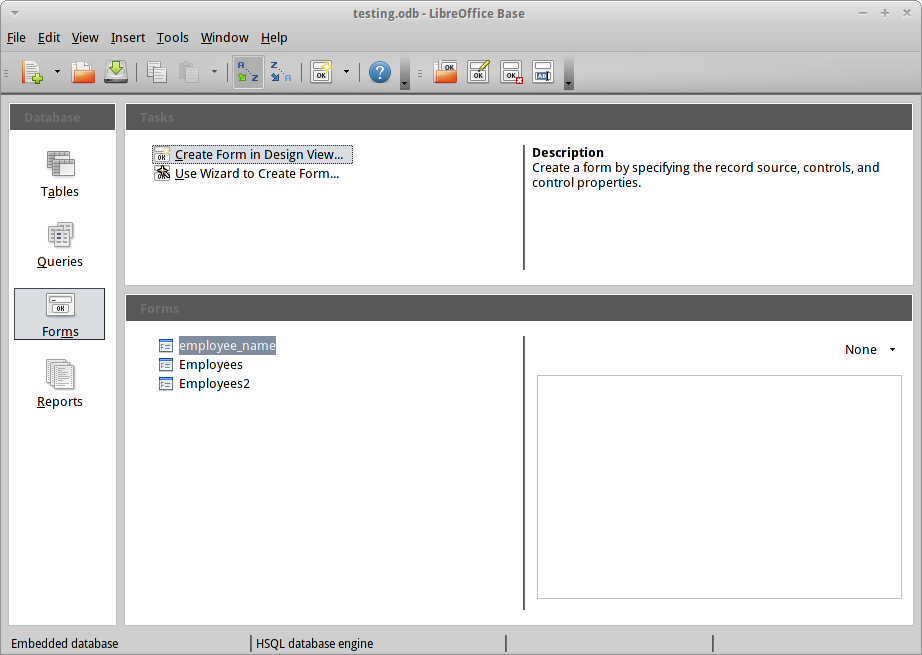 testing.odb - LibreOffice Base
File Edit View Insert Tools Window Help
Database
Tables
Queries
Forms
Reports
Tasks
Create Form in Design View...
Use Wizard to Create Form...
Description
Create a form by specifying the record source, controls, and
control properties.
Forms
employee_name
Employees
Employees2
None
Embedded database
HSQL database engine